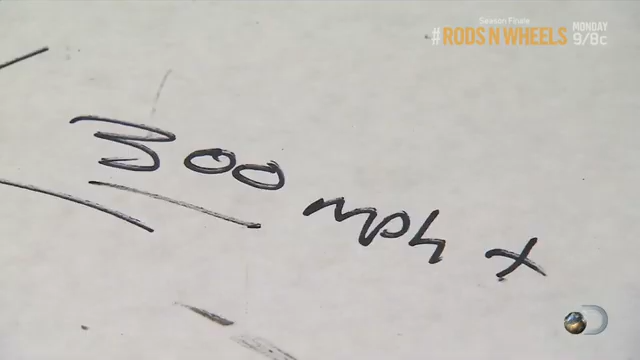 Season Finale
# RODS N WHEELS MONDAY 9/8c
300 mph +
D